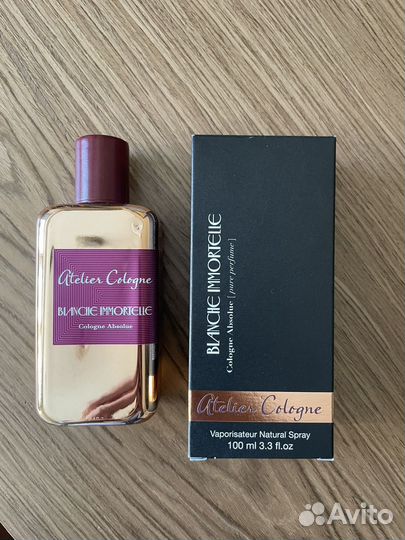 Atelier Cologne
BLANCHE IMMORTELLE
Cologne Absolue
BLANCHE IMMORTELLE
Cologne Absolue [pure perfume]
Atelier Cologne
Vaporisateur Natural Spray
100 ml 3.3 fl.oz
Avito